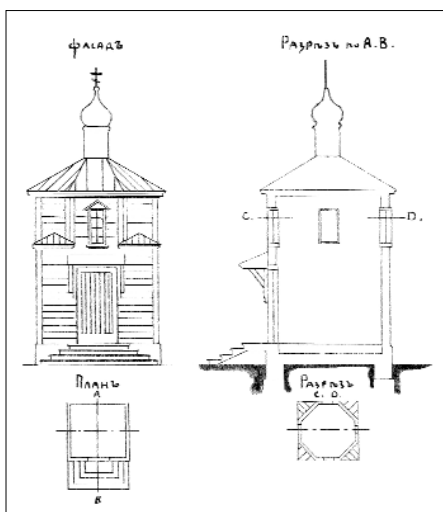 фасадъ
Разрѣзъ по А.В.
C.
D.
Планъ
А
В
Разрѣзъ
С. D.